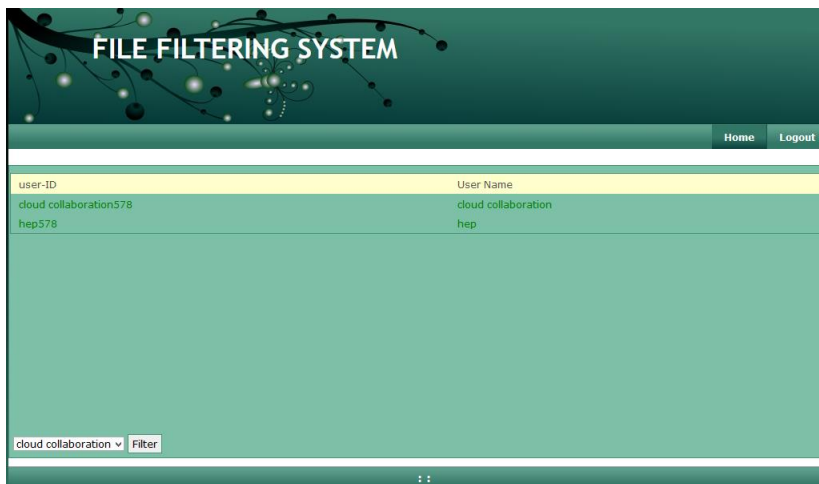 FILE FILTERING SYSTEM
Home Logout
user-ID User Name
cloud collaboration578 cloud collaboration
hep578 hep
cloud collaboration Filter
: :